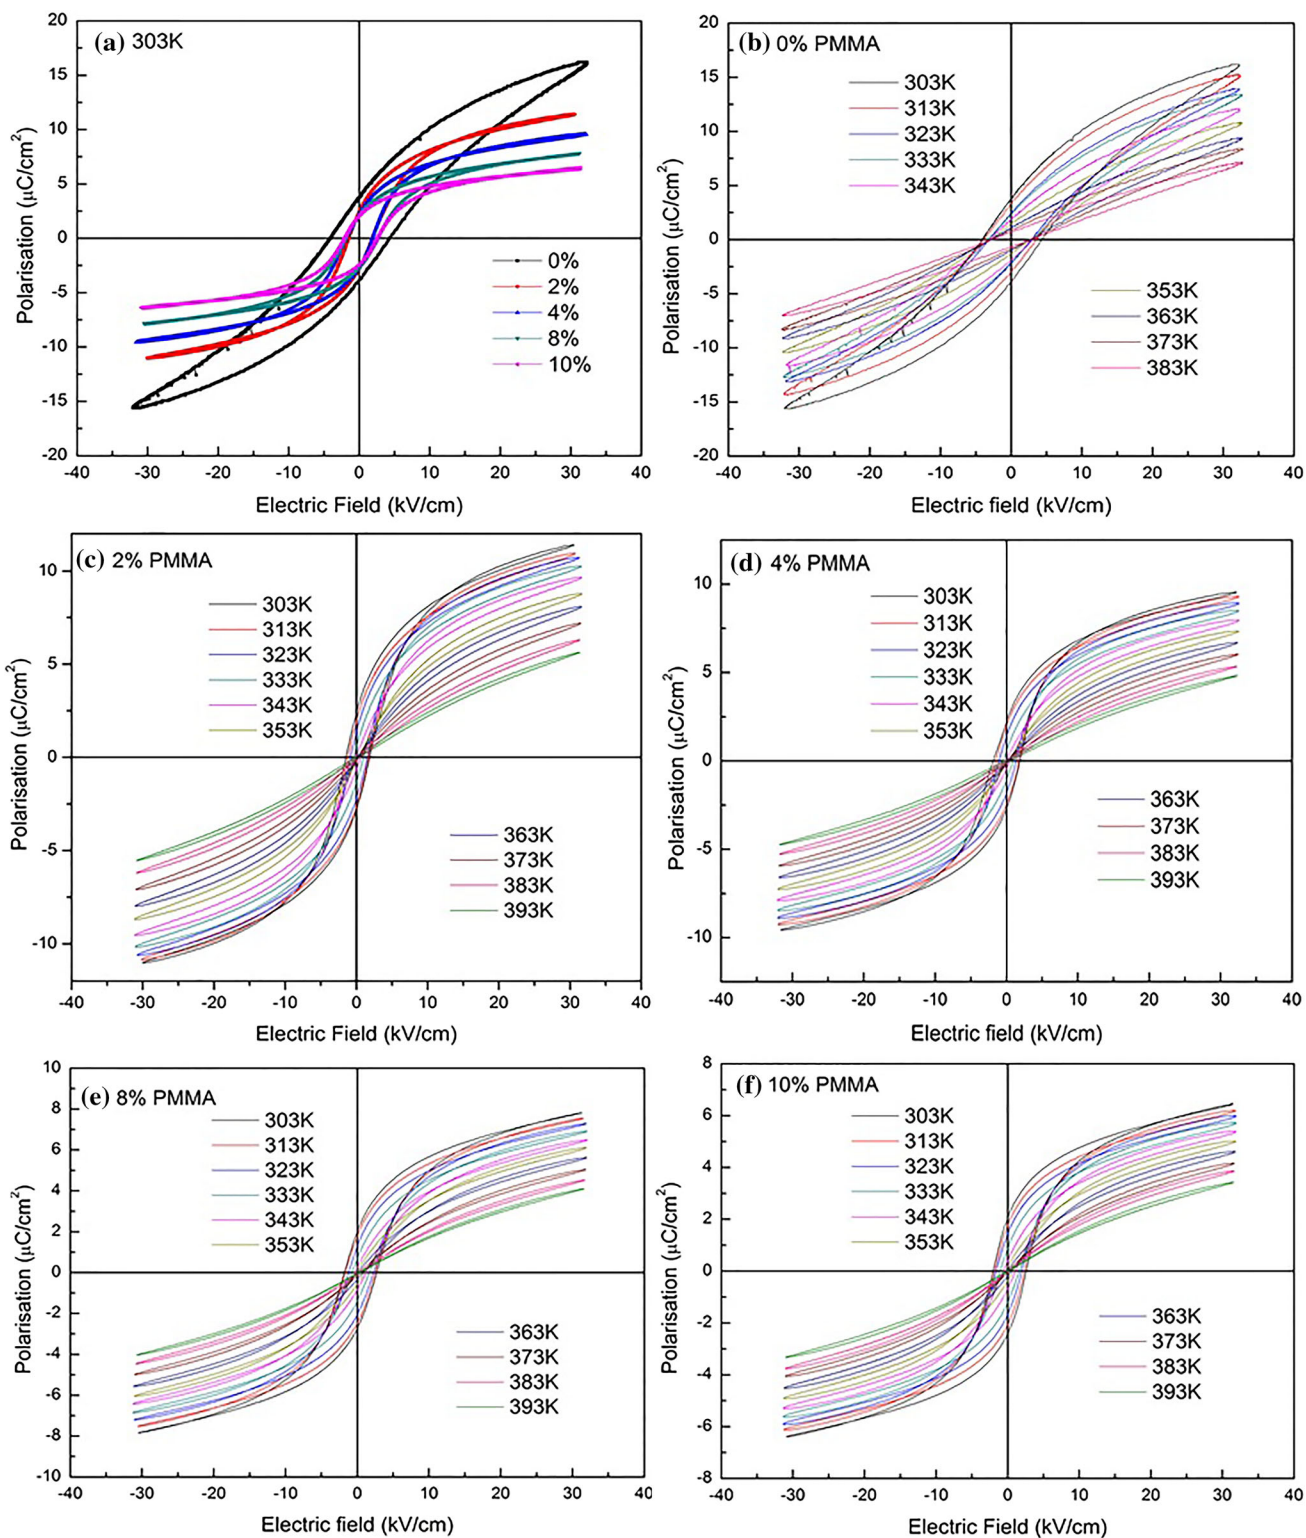 (a) 303K
20
15
10
5
0
-5
-10
-15
-20
Polarisation (μC/cm²)
0%
2%
4%
8%
10%
-40 -30 -20 -10 0 10 20 30 40
Electric Field (kV/cm)
(b) 0% PMMA
20
15
10
5
0
-5
-10
-15
-20
Polarisation (μC/cm²)
303K
313K
323K
333K
343K
353K
363K
373K
383K
-40 -30 -20 -10 0 10 20 30 40
Electric field (kV/cm)
(c) 2% PMMA
10
5
0
-5
-10
Polarisation (μC/cm²)
303K
313K
323K
333K
343K
353K
363K
373K
383K
393K
-40 -30 -20 -10 0 10 20 30 40
Electric Field (kV/cm)
(d) 4% PMMA
10
5
0
-5
-10
Polarisation (μC/cm²)
303K
313K
323K
333K
343K
353K
363K
373K
383K
393K
-40 -30 -20 -10 0 10 20 30 40
Electric field (kV/cm)
(e) 8% PMMA
10
8
6
4
2
0
-2
-4
-6
-8
-10
Polarisation (μC/cm²)
303K
313K
323K
333K
343K
353K
363K
373K
383K
393K
-40 -30 -20 -10 0 10 20 30 40
Electric field (kV/cm)
(f) 10% PMMA
8
6
4
2
0
-2
-4
-6
-8
Polarisation (μC/cm²)
303K
313K
323K
333K
343K
353K
363K
373K
383K
393K
-40 -30 -20 -10 0 10 20 30 40
Electric Field (kV/cm)